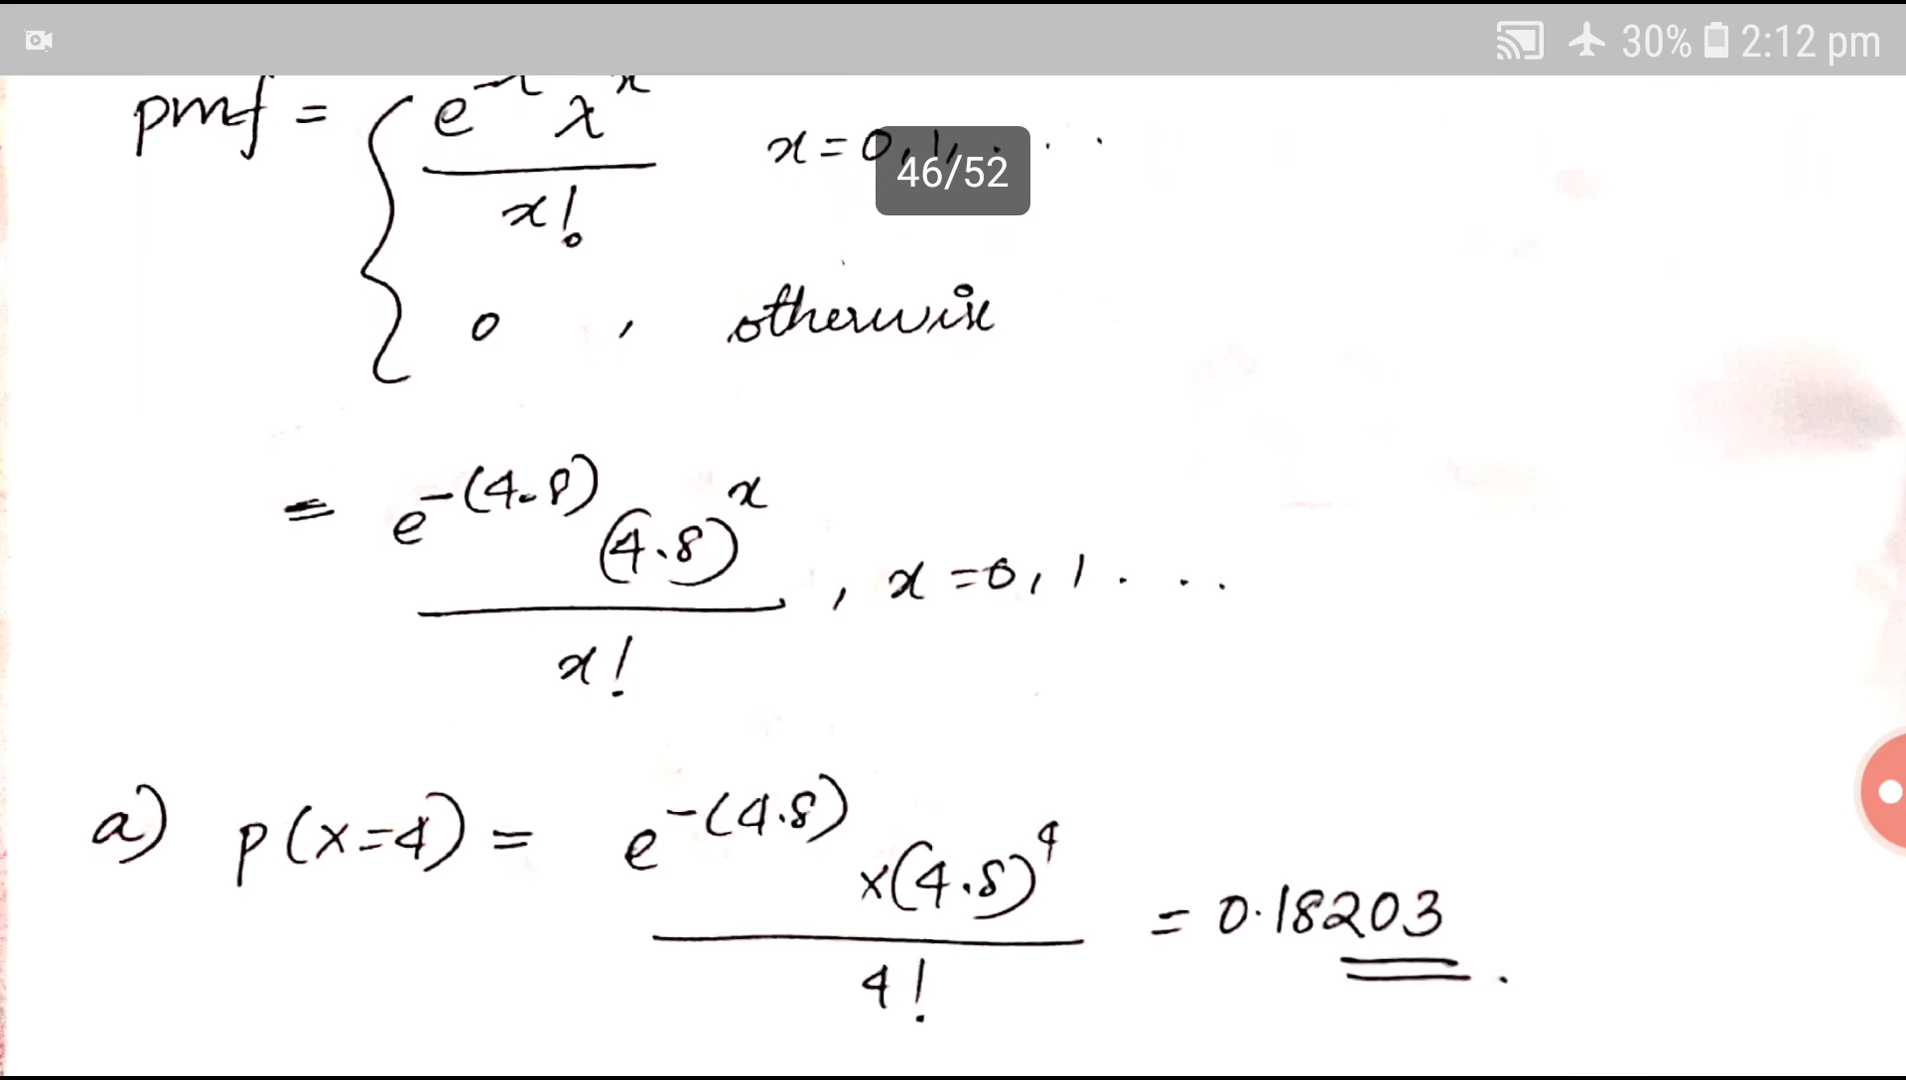 30% 2:12 pm
pmf = { e^-λ λ^x / x! x = 0, 1, . . .
46/52
0 , otherwise
= e^-(4.8) (4.8)^x / x! , x = 0, 1 . . .
a) p(x=4) = e^-(4.8) x(4.8)^4 / 4! = 0.18203 .